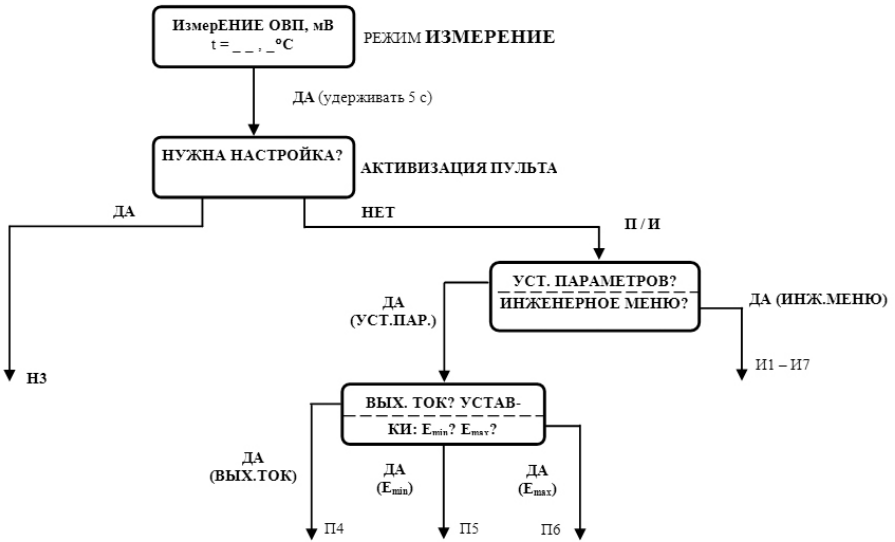 ИзмерЕНИЕ ОВП, мВ
t = _ _ , _°C
РЕЖИМ ИЗМЕРЕНИЕ
ДА (удерживать 5 с)
НУЖНА НАСТРОЙКА?
АКТИВИЗАЦИЯ ПУЛЬТА
ДА
НЕТ
П / И
УСТ. ПАРАМЕТРОВ?
ИНЖЕНЕРНОЕ МЕНЮ?
ДА
(УСТ.ПАР.)
ДА (ИНЖ.МЕНЮ)
Н3
И1 – И7
ВЫХ. ТОК? УСТАВ-
КИ: Emin? Emax?
ДА
(ВЫХ.ТОК)
ДА
(Emin)
ДА
(Emax)
П4
П5
П6